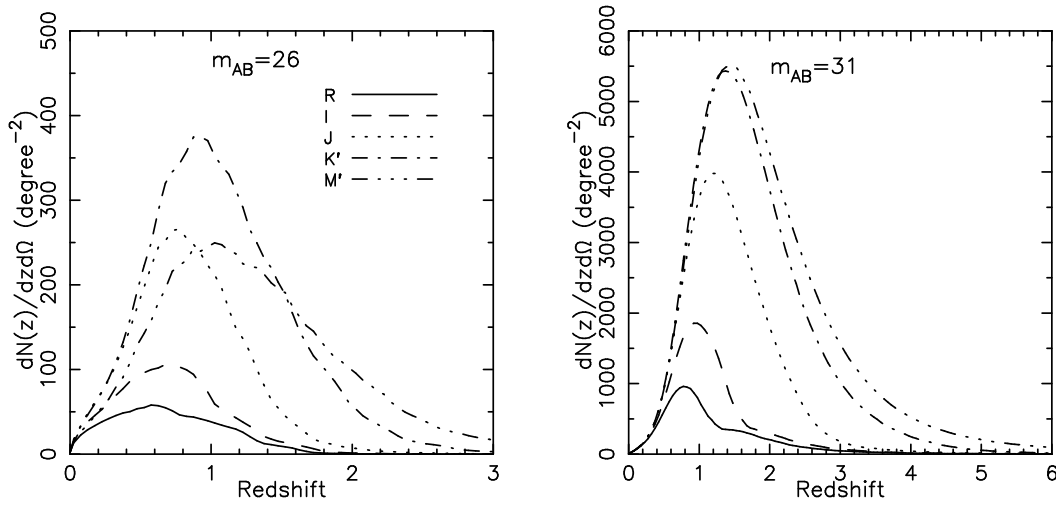 m_AB=26
R
I
J
K'
M'
dN(z)/dzdΩ (degree⁻²)
0
100
200
300
400
500
0 1 2 3
Redshift
m_AB=31
dN(z)/dzdΩ (degree⁻²)
0
1000
2000
3000
4000
5000
6000
0 1 2 3 4 5 6
Redshift